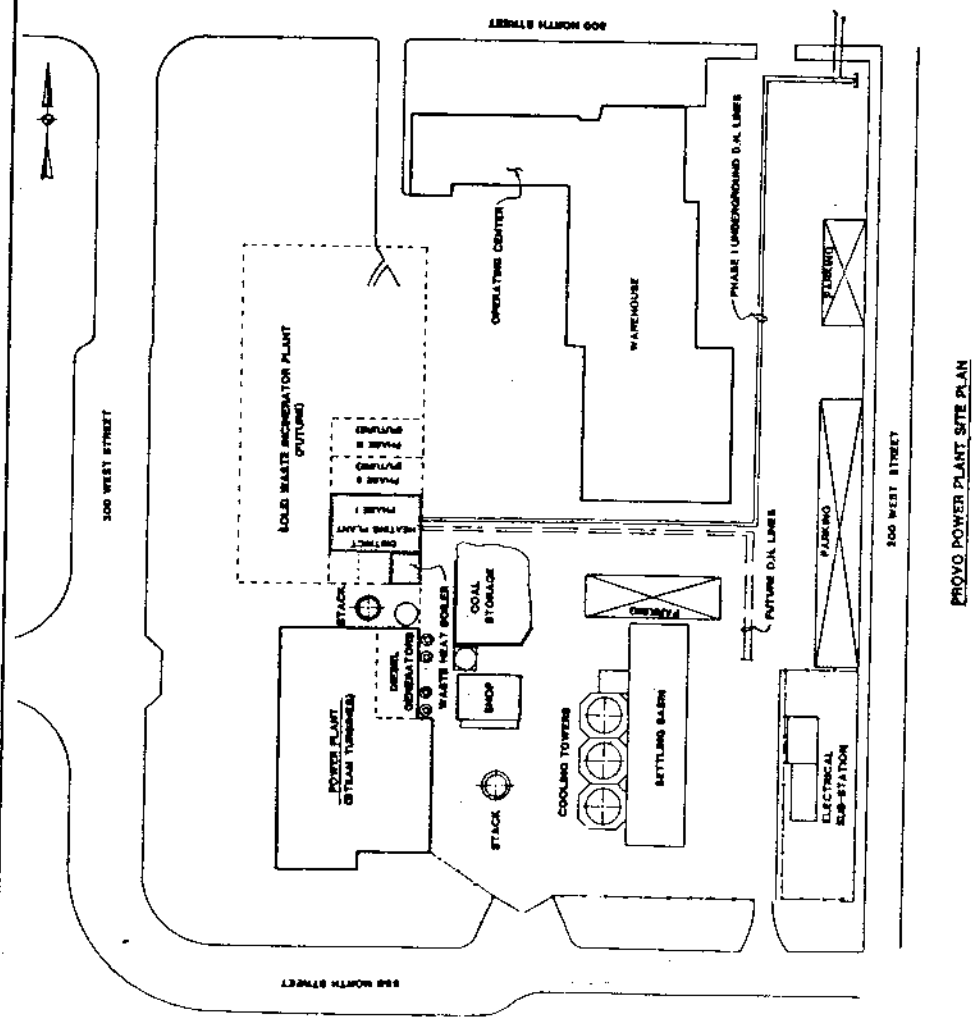 800 NORTH STREET
300 WEST STREET
SOLID WASTE INCINERATOR PLANT
(FUTURE)
PHASE III
(FUTURE)
PHASE II
(FUTURE)
PHASE I
HEATING PLANT
DISTRICT
OPERATING CENTER
WAREHOUSE
PHASE I UNDERGROUND D.H. LINES
PARKING
PARKING
200 WEST STREET
STACK
DIESEL
GENERATORS
WASTE HEAT BOILER
COAL
STORAGE
PARKING
FUTURE D.H. LINES
POWER PLANT
(STEAM TURBINES)
SHOP
STACK
COOLING TOWERS
SETTLING BASIN
ELECTRICAL
SUB-STATION
NORTH STREET
PROVO POWER PLANT SITE PLAN